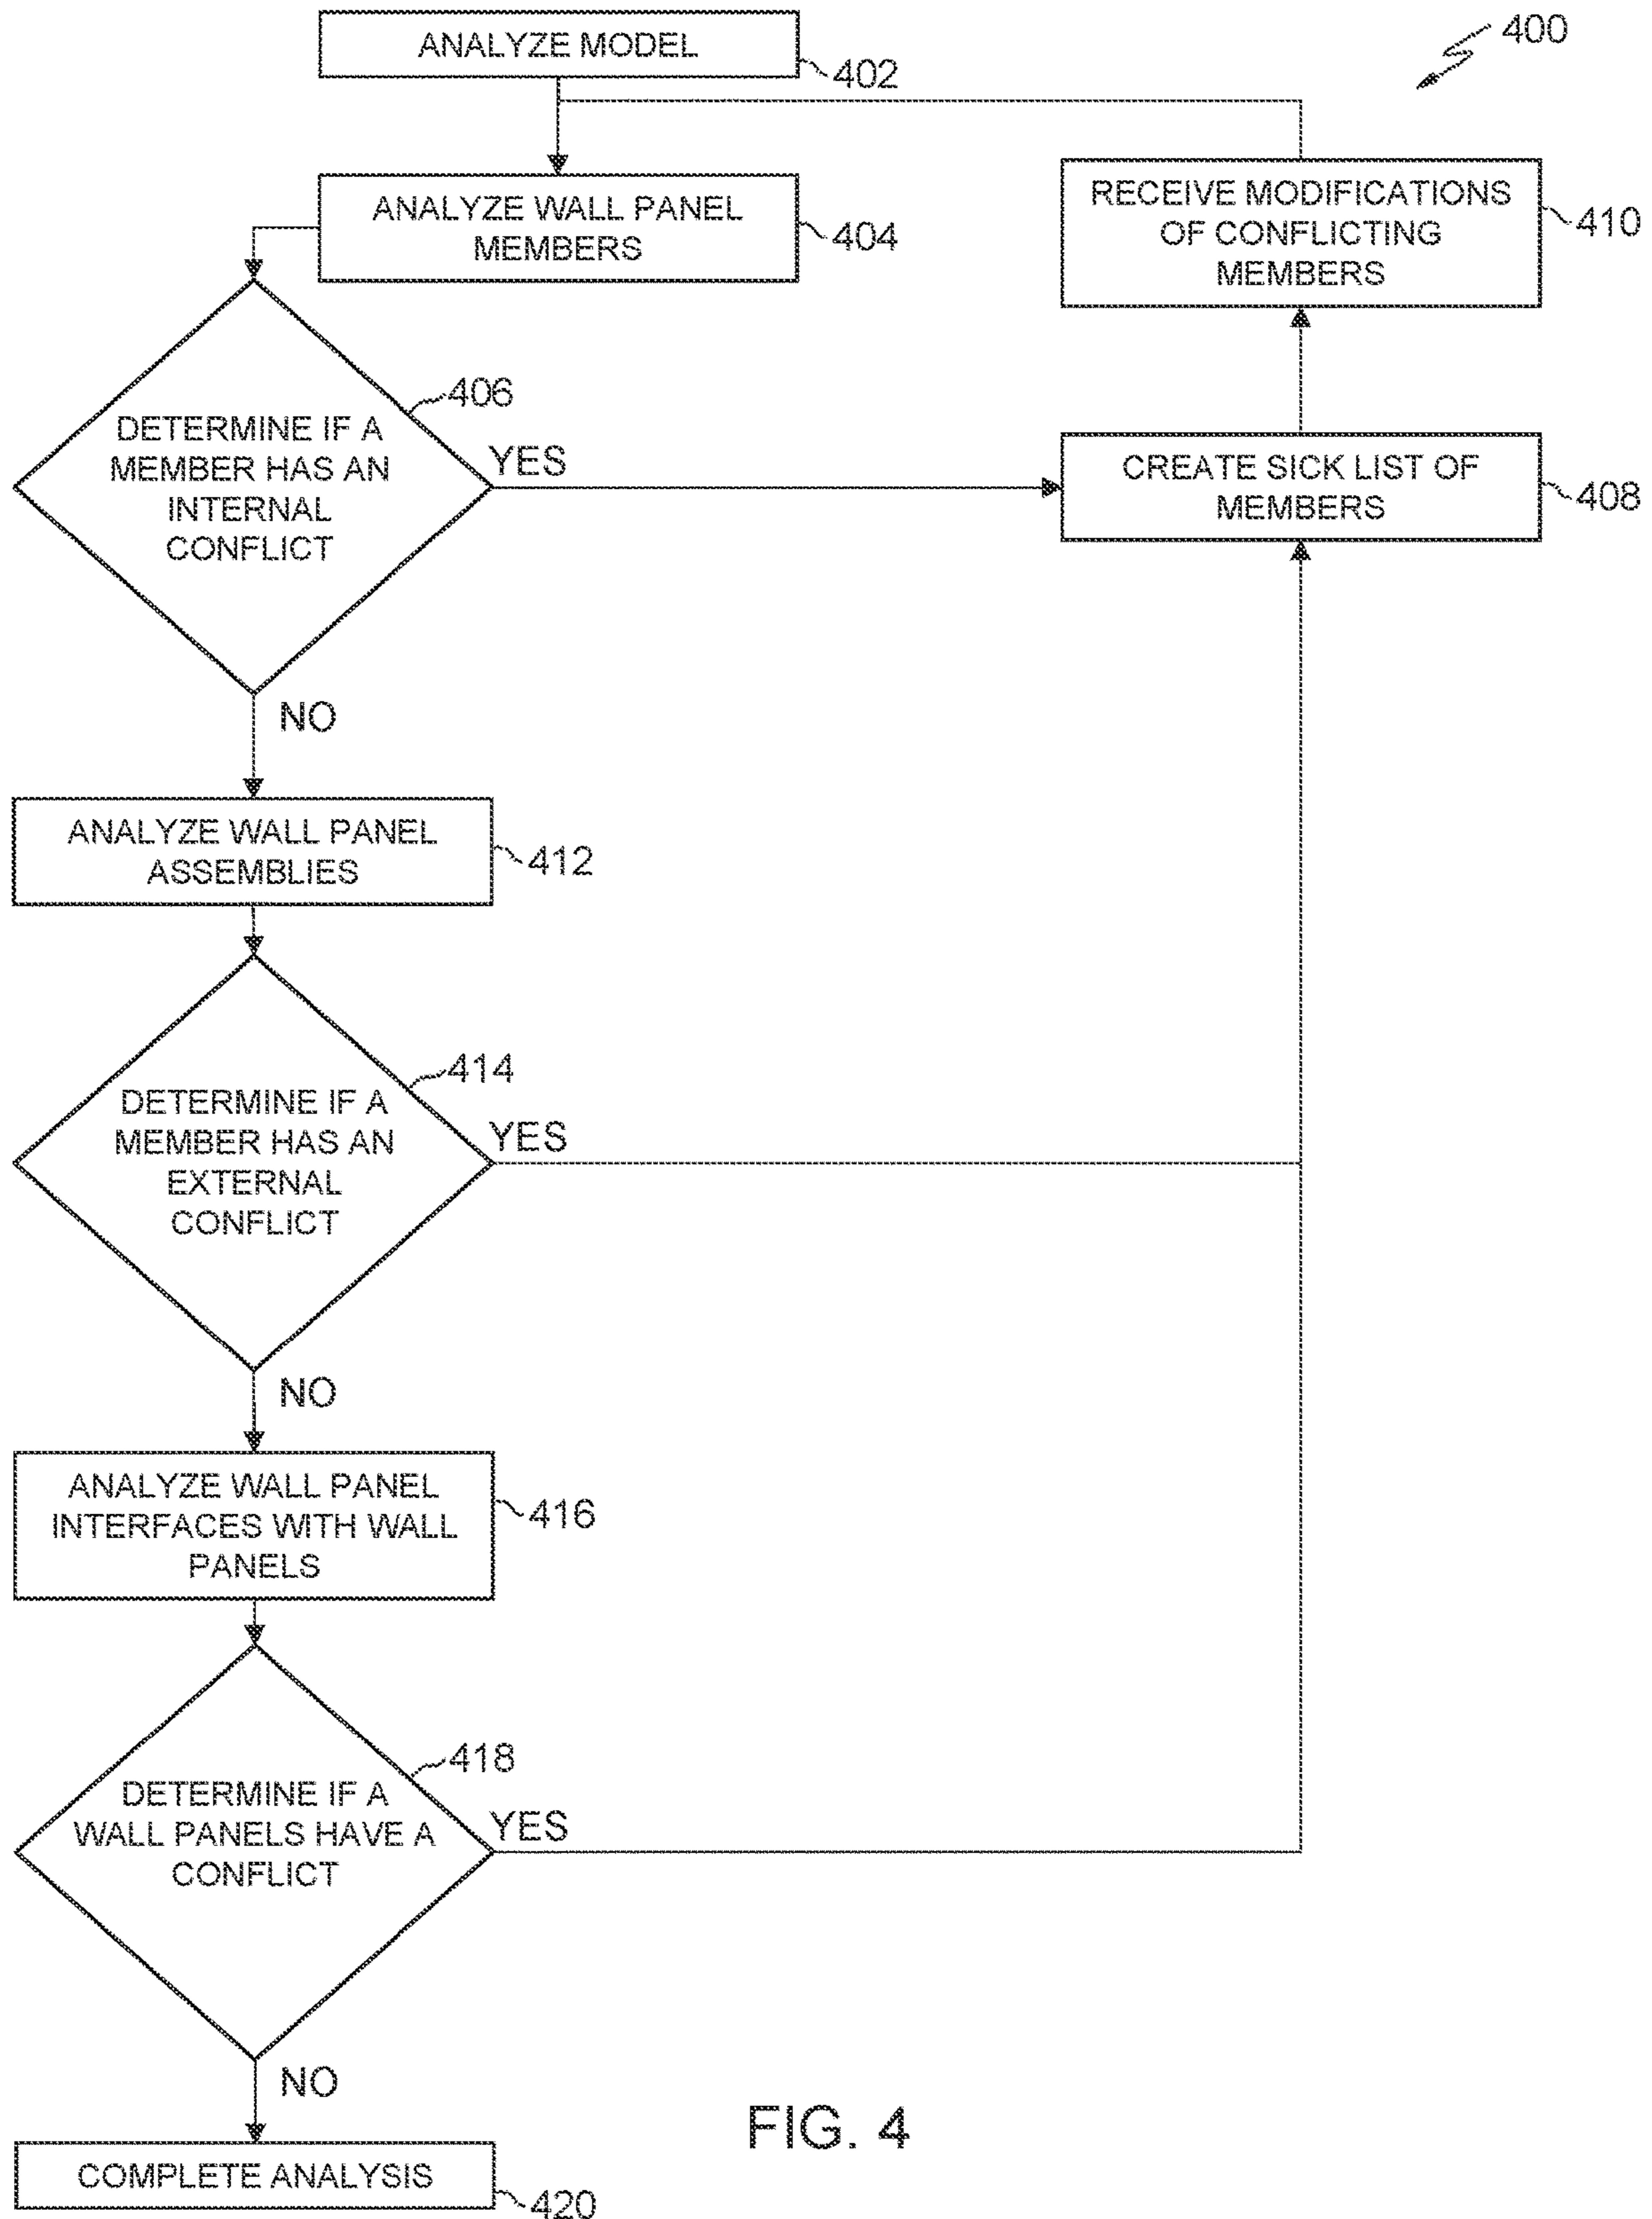 ANALYZE MODEL
402
400
ANALYZE WALL PANEL
MEMBERS
404
RECEIVE MODIFICATIONS
OF CONFLICTING
MEMBERS
410
406
DETERMINE IF A
MEMBER HAS AN
INTERNAL
CONFLICT
YES
CREATE SICK LIST OF
MEMBERS
408
NO
ANALYZE WALL PANEL
ASSEMBLIES
412
414
DETERMINE IF A
MEMBER HAS AN
EXTERNAL
CONFLICT
YES
NO
ANALYZE WALL PANEL
INTERFACES WITH WALL
PANELS
416
418
DETERMINE IF A
WALL PANELS HAVE A
CONFLICT
YES
NO
COMPLETE ANALYSIS
420
FIG. 4